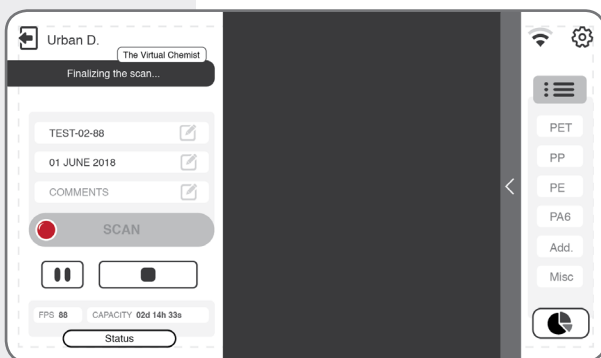 Urban D.
The Virtual Chemist
Finalizing the scan...
TEST-02-88
01 JUNE 2018
COMMENTS
SCAN
FPS 88 CAPACITY 02d 14h 33s
Status
PET
PP
PE
PA6
Add.
Misc